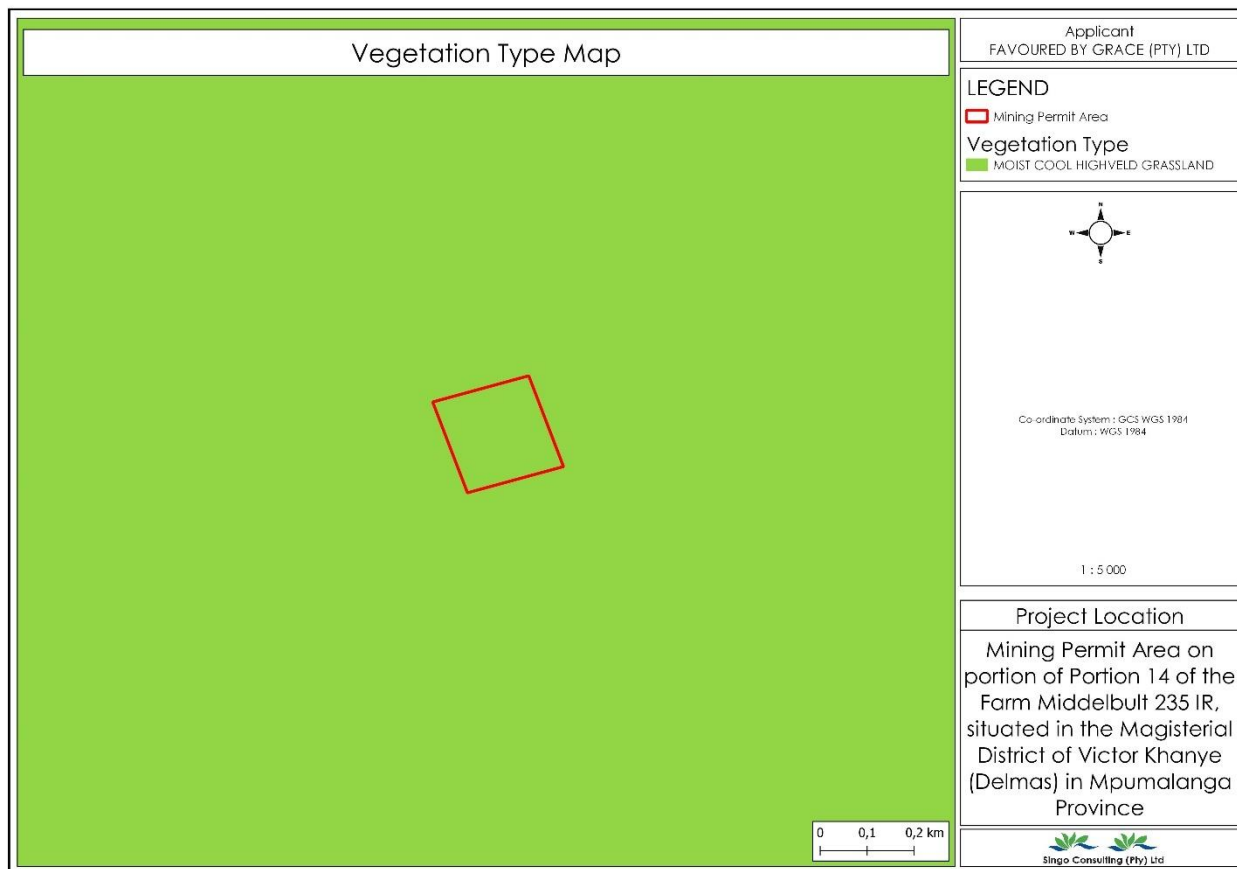 Vegetation Type Map
Applicant
FAVOURED BY GRACE (PTY) LTD
LEGEND
Mining Permit Area
Vegetation Type
MOIST COOL HIGHVELD GRASSLAND
N
W E
S
Co-ordinate System : GCS WGS 1984
Datum : WGS 1984
1 : 5 000
Project Location
Mining Permit Area on
portion of Portion 14 of the
Farm Middelbult 235 IR,
situated in the Magisterial
District of Victor Khanye
(Delmas) in Mpumalanga
Province
0 0,1 0,2 km
Singo Consulting (Pty) Ltd